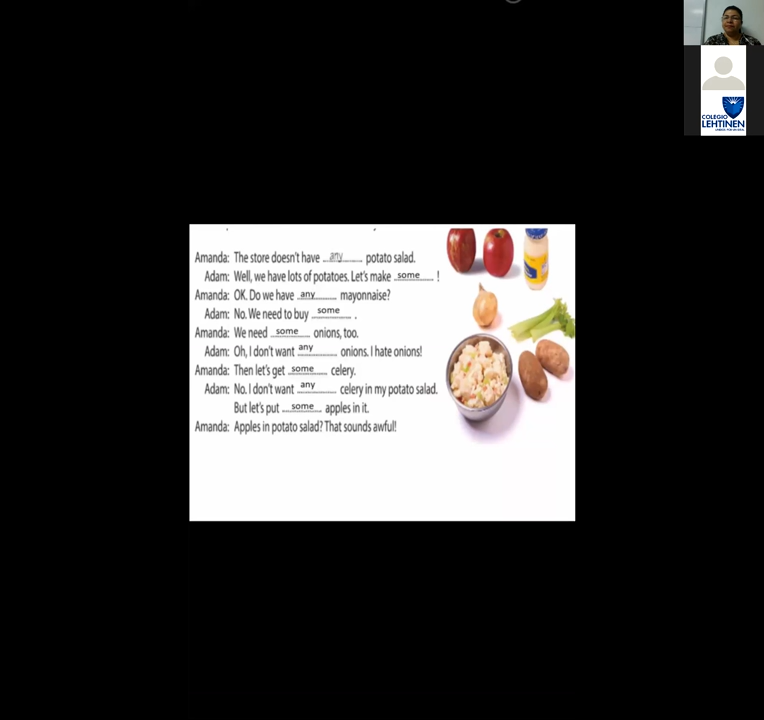 Amanda: The store doesn't have any potato salad.
Adam: Well, we have lots of potatoes. Let's make some !
Amanda: OK. Do we have any mayonnaise?
Adam: No. We need to buy some .
Amanda: We need some onions, too.
Adam: Oh, I don't want any onions. I hate onions!
Amanda: Then let's get some celery.
Adam: No. I don't want any celery in my potato salad.
But let's put some apples in it.
Amanda: Apples in potato salad? That sounds awful!
COLEGIO
LEHTINEN